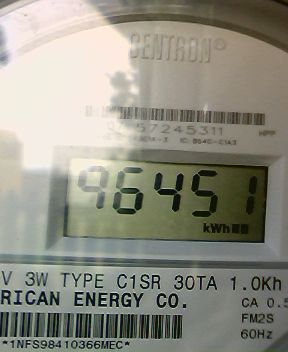 CENTRON®
57245311
HPP
96451
kWh
V 3W TYPE C1SR 30TA 1.0Kh
RICAN ENERGY CO.
CA 0.5
FM2S
60Hz
*1NFS98410366MEC*